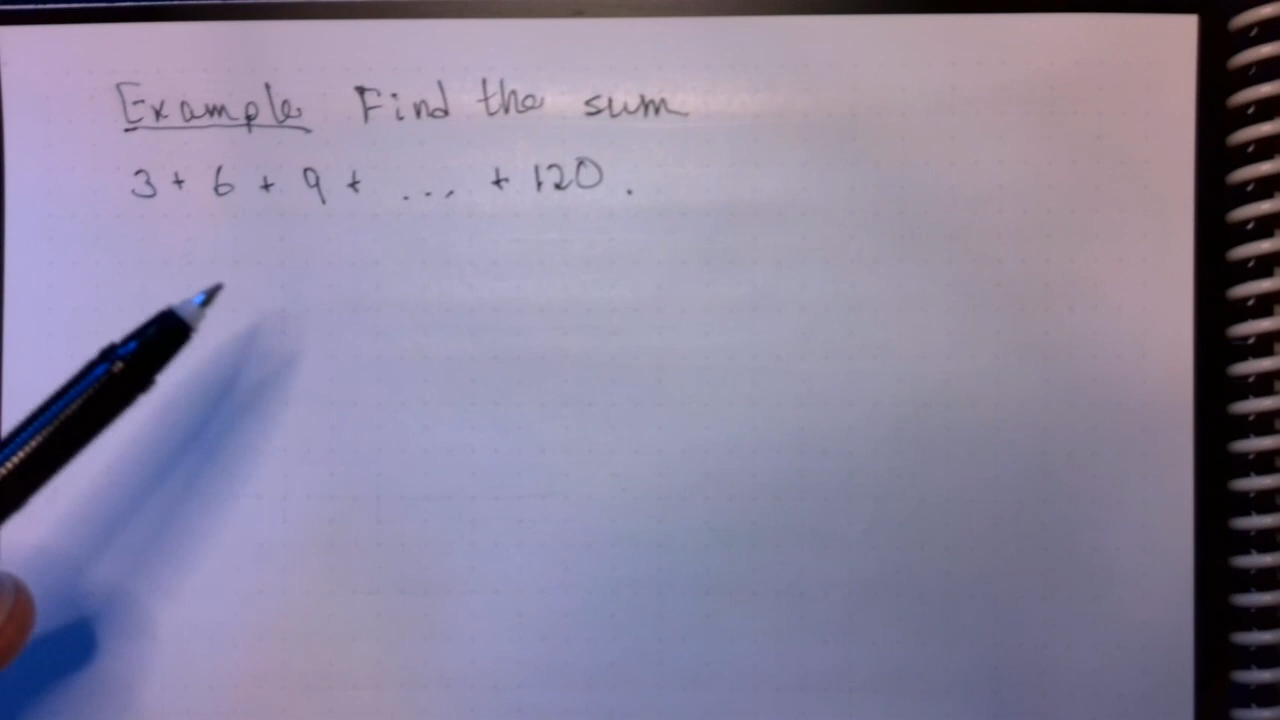 Example Find the sum
3 + 6 + 9 + ... + 120.